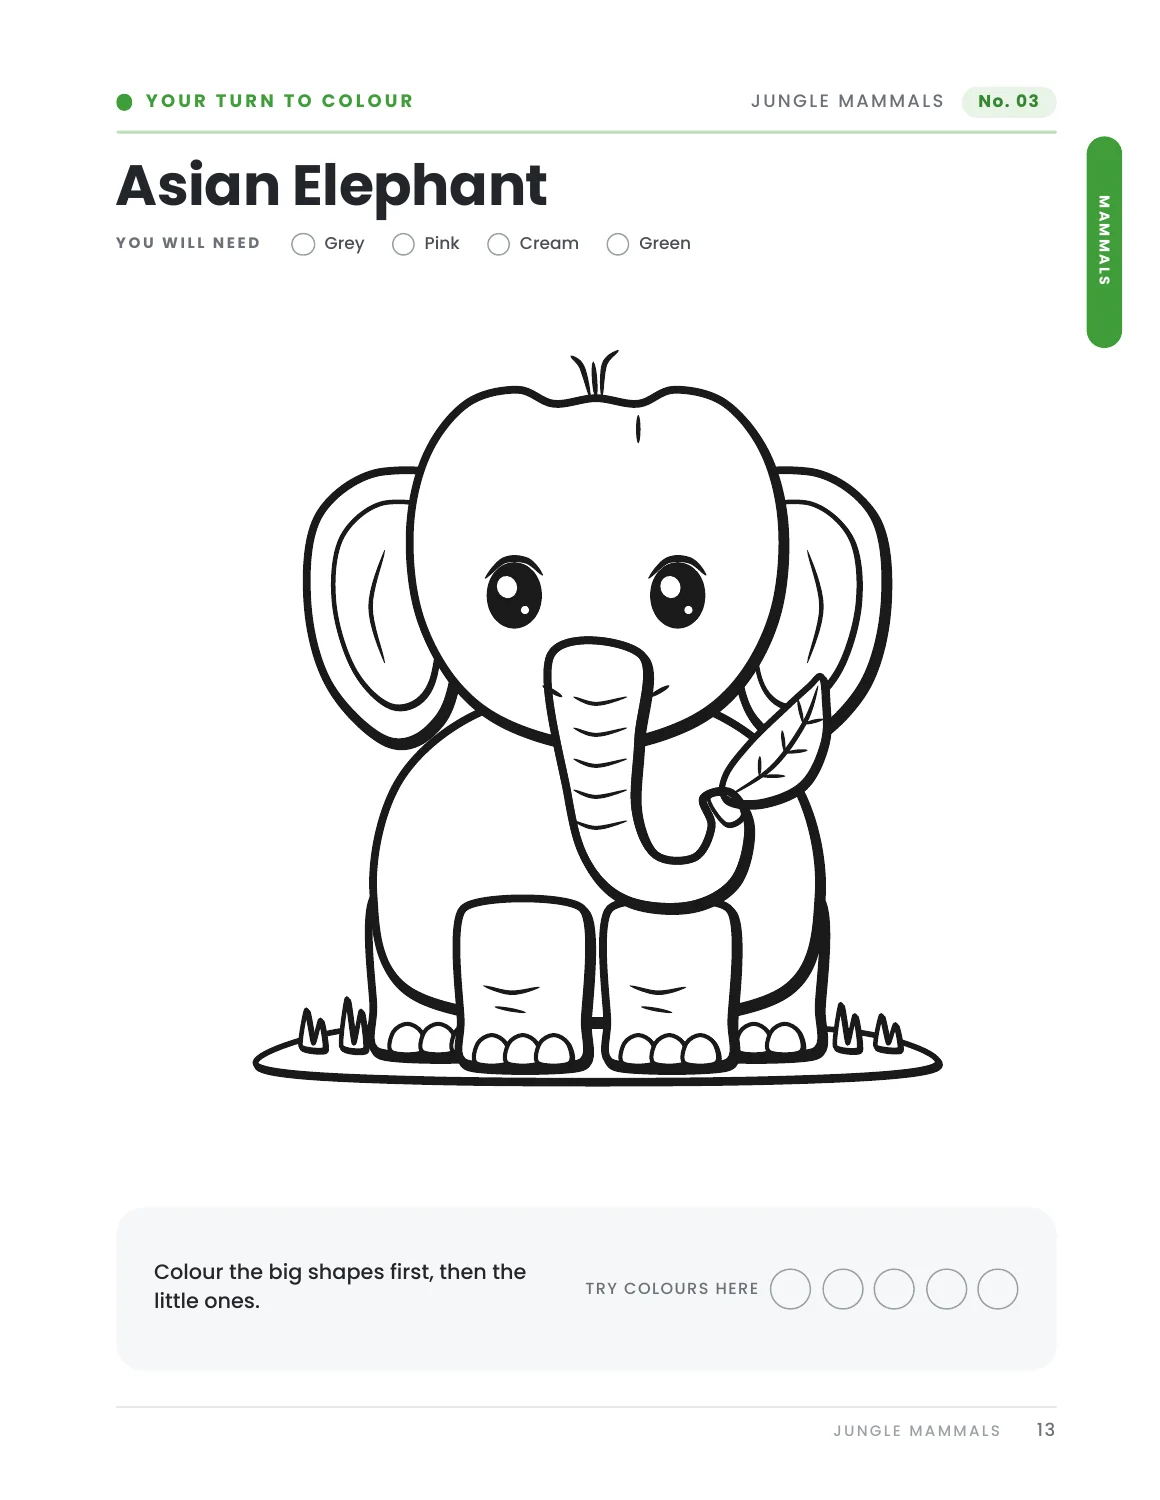 YOUR TURN TO COLOUR
JUNGLE MAMMALS No. 03
MAMMALS
Asian Elephant
YOU WILL NEED Grey Pink Cream Green
Colour the big shapes first, then the
little ones.
TRY COLOURS HERE
JUNGLE MAMMALS 13